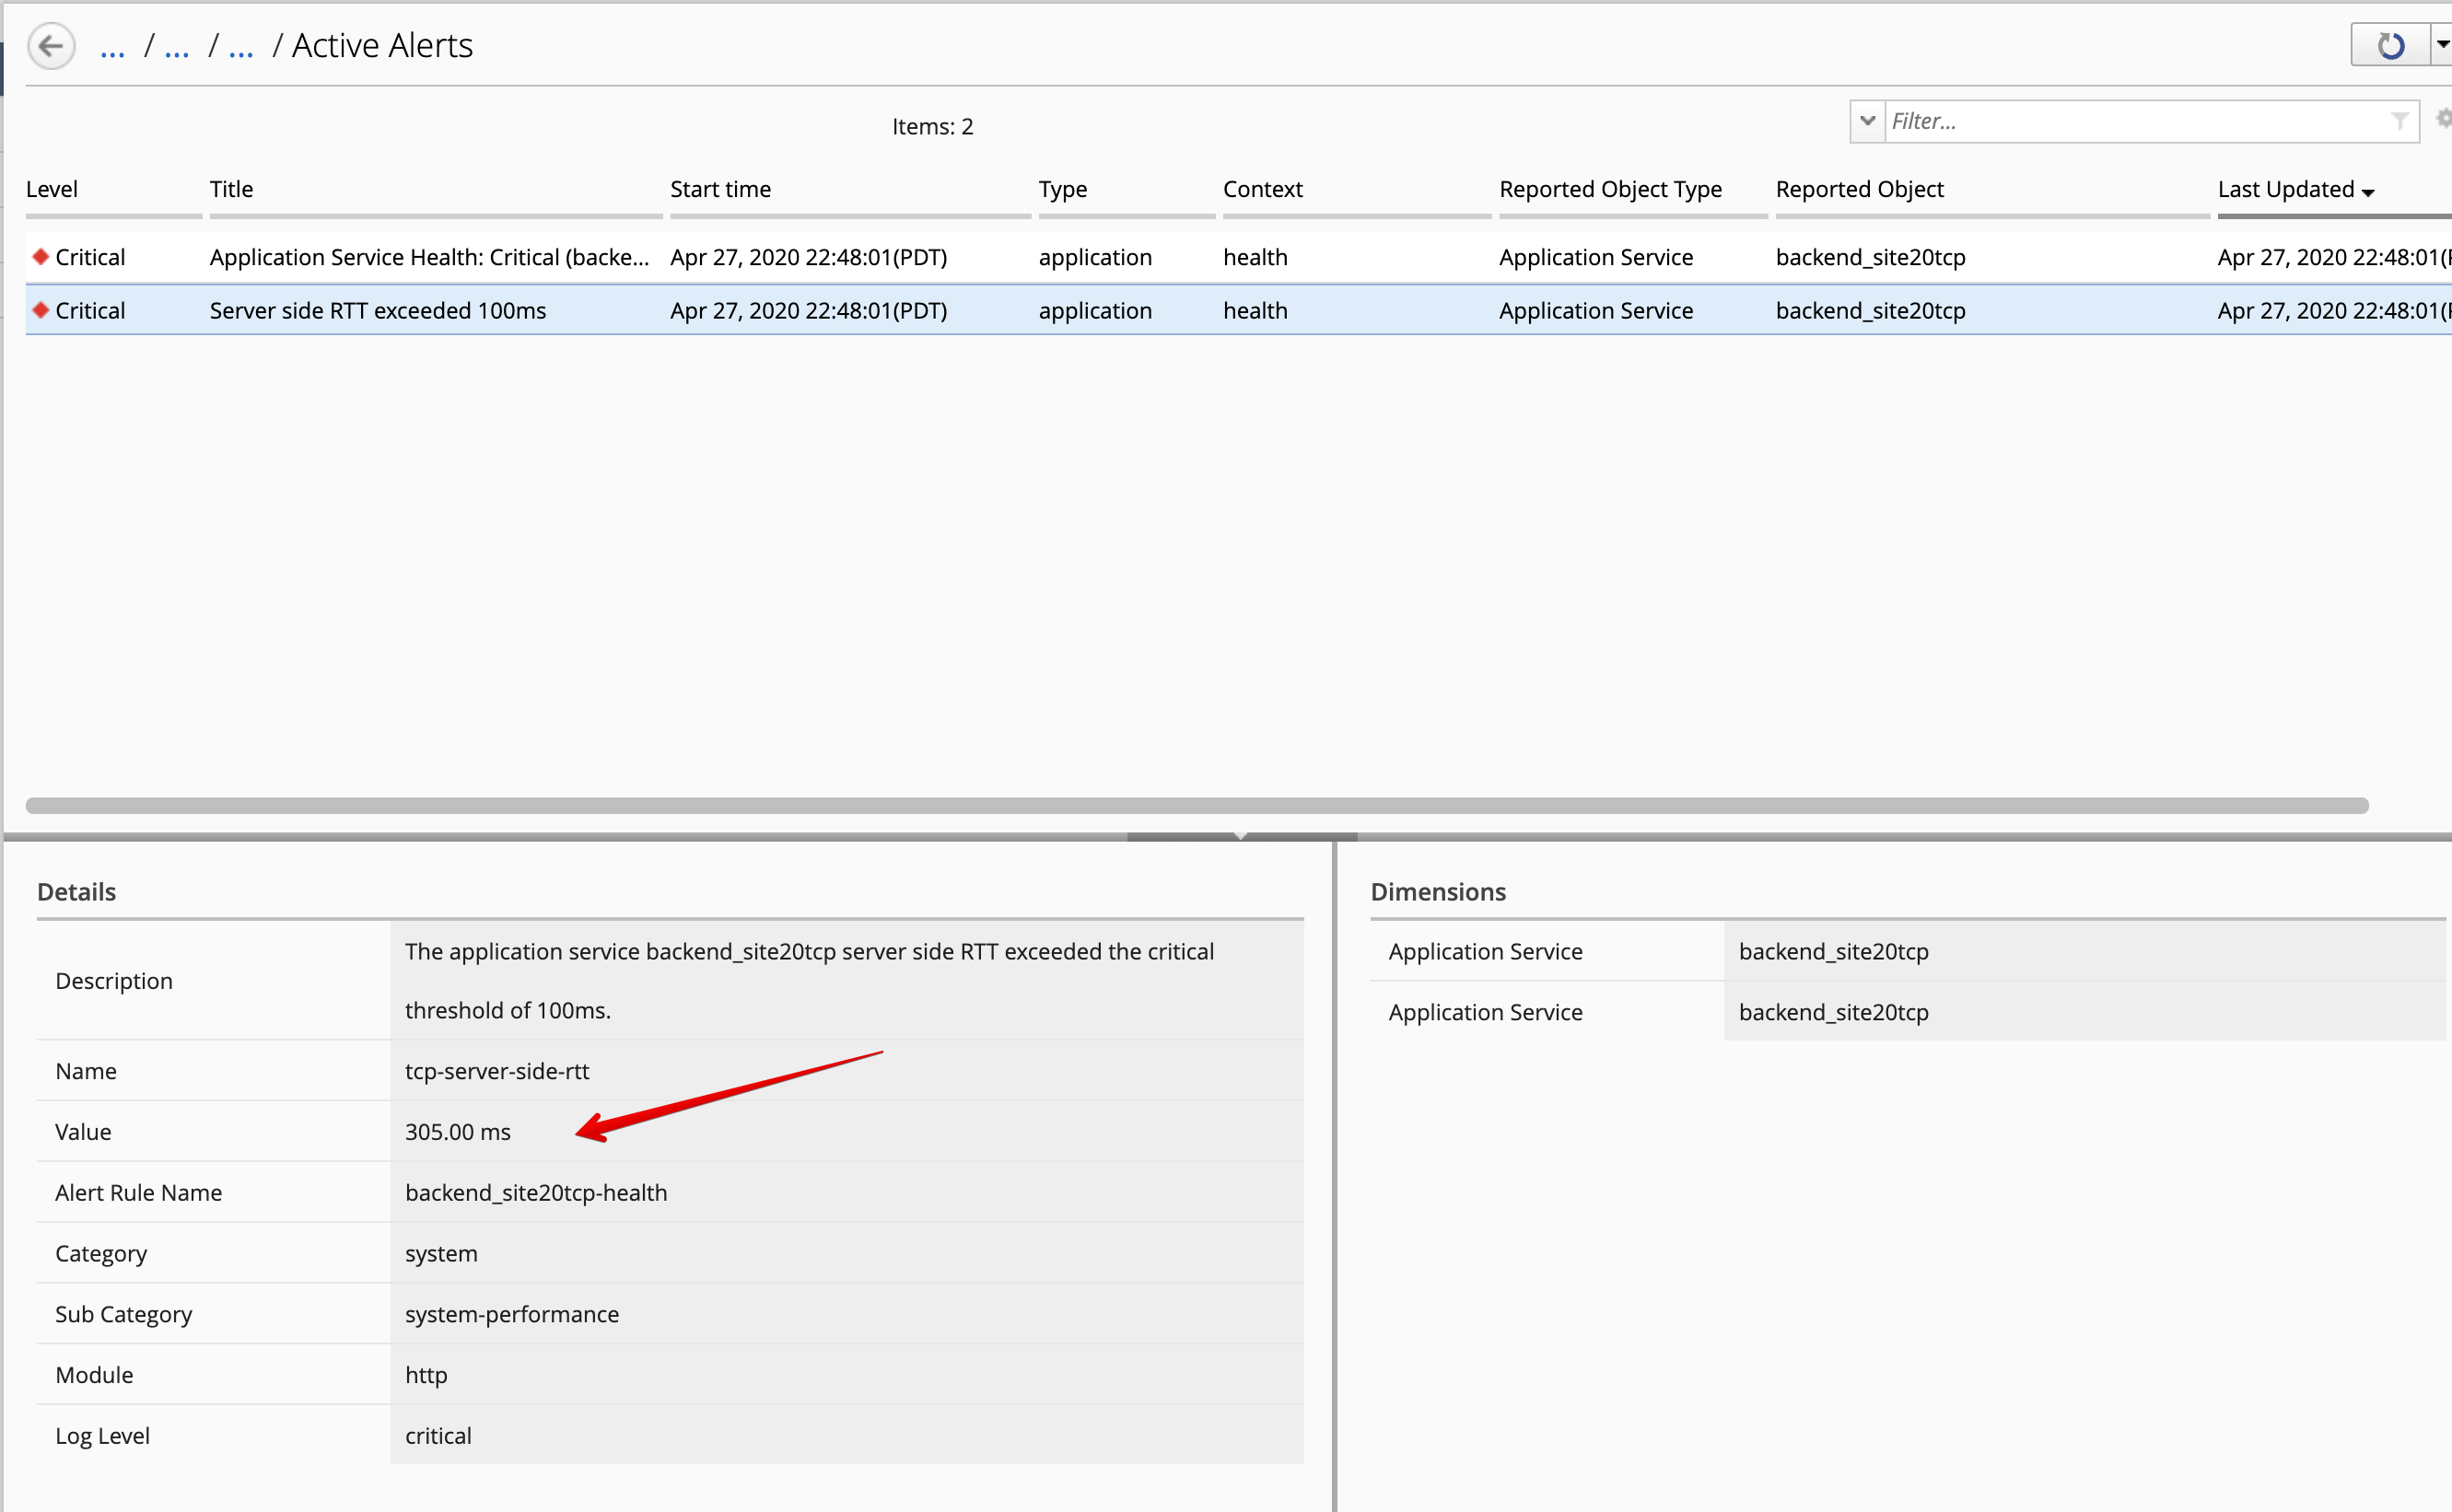 ... / ... / ... / Active Alerts
Items: 2
Filter...
Level Title Start time Type Context Reported Object Type Reported Object Last Updated
Critical Application Service Health: Critical (backe... Apr 27, 2020 22:48:01(PDT) application health Application Service backend_site20tcp Apr 27, 2020 22:48:01(
Critical Server side RTT exceeded 100ms Apr 27, 2020 22:48:01(PDT) application health Application Service backend_site20tcp Apr 27, 2020 22:48:01(
Details
Description The application service backend_site20tcp server side RTT exceeded the critical
threshold of 100ms.
Name tcp-server-side-rtt
Value 305.00 ms
Alert Rule Name backend_site20tcp-health
Category system
Sub Category system-performance
Module http
Log Level critical
Dimensions
Application Service backend_site20tcp
Application Service backend_site20tcp